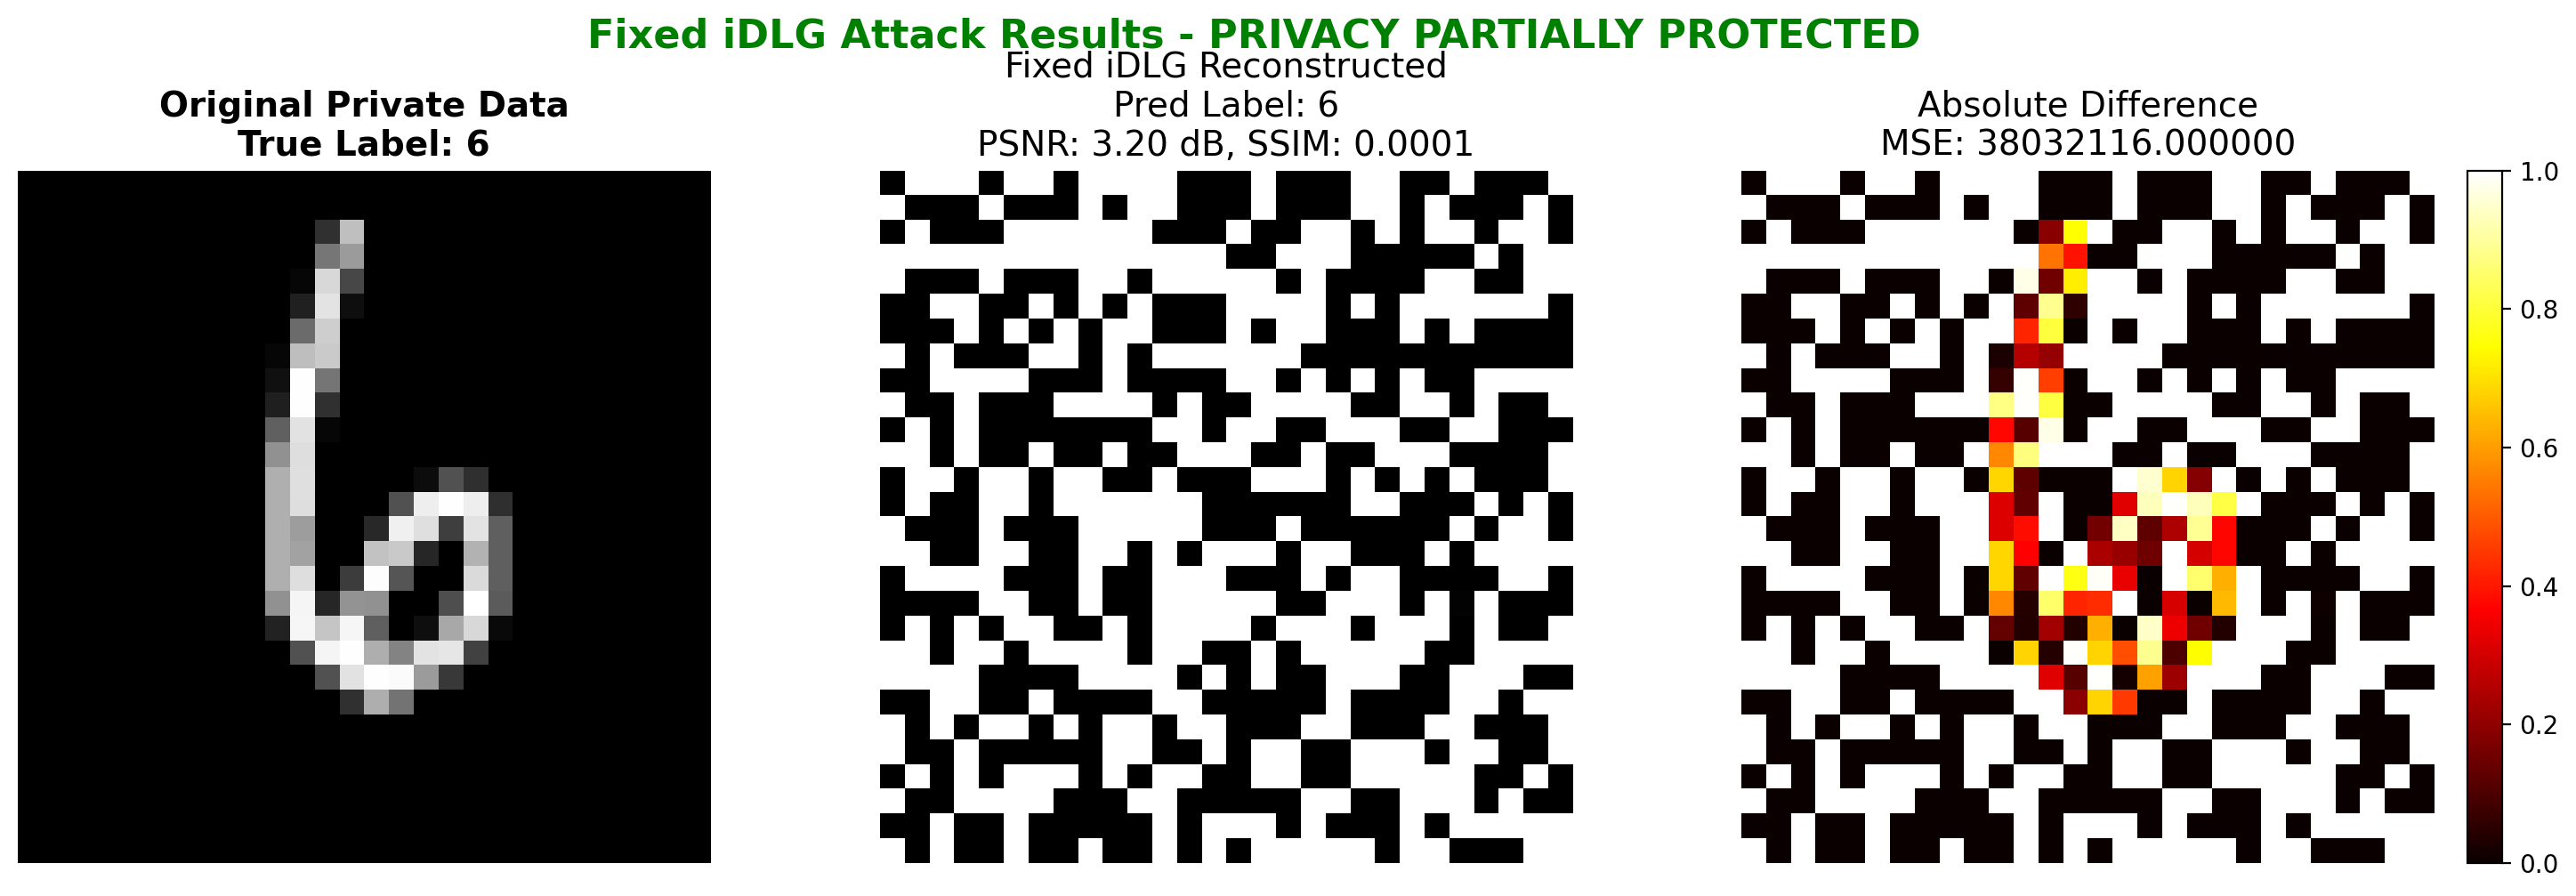 Fixed iDLG Attack Results - PRIVACY PARTIALLY PROTECTED
Original Private Data
True Label: 6
Fixed iDLG Reconstructed
Pred Label: 6
PSNR: 3.20 dB, SSIM: 0.0001
Absolute Difference
MSE: 38032116.000000
1.0
0.8
0.6
0.4
0.2
0.0